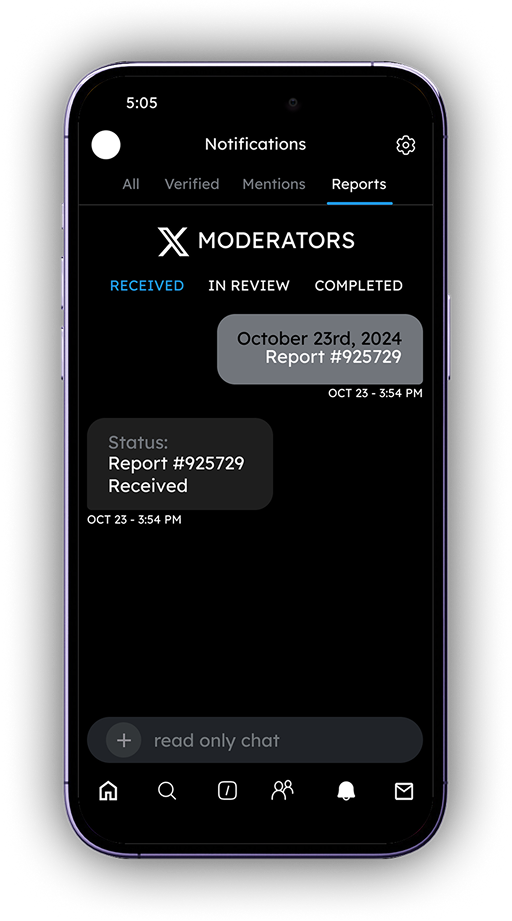 5:05
Notifications
All Verified Mentions Reports
X MODERATORS
RECEIVED IN REVIEW COMPLETED
October 23rd, 2024
Report #925729
OCT 23 - 3:54 PM
Status:
Report #925729
Received
OCT 23 - 3:54 PM
read only chat